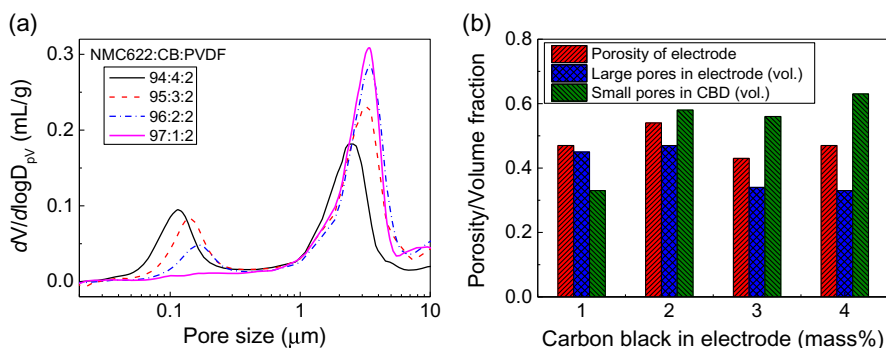 (a)
NMC622:CB:PVDF
94:4:2
95:3:2
96:2:2
97:1:2
dV/dlogD_pV (mL/g)
0.3
0.2
0.1
0.0
0.1
1
10
Pore size (μm)
(b)
Porosity of electrode
Large pores in electrode (vol.)
Small pores in CBD (vol.)
Porosity/Volume fraction
0.8
0.6
0.4
0.2
0.0
1
2
3
4
Carbon black in electrode (mass%)